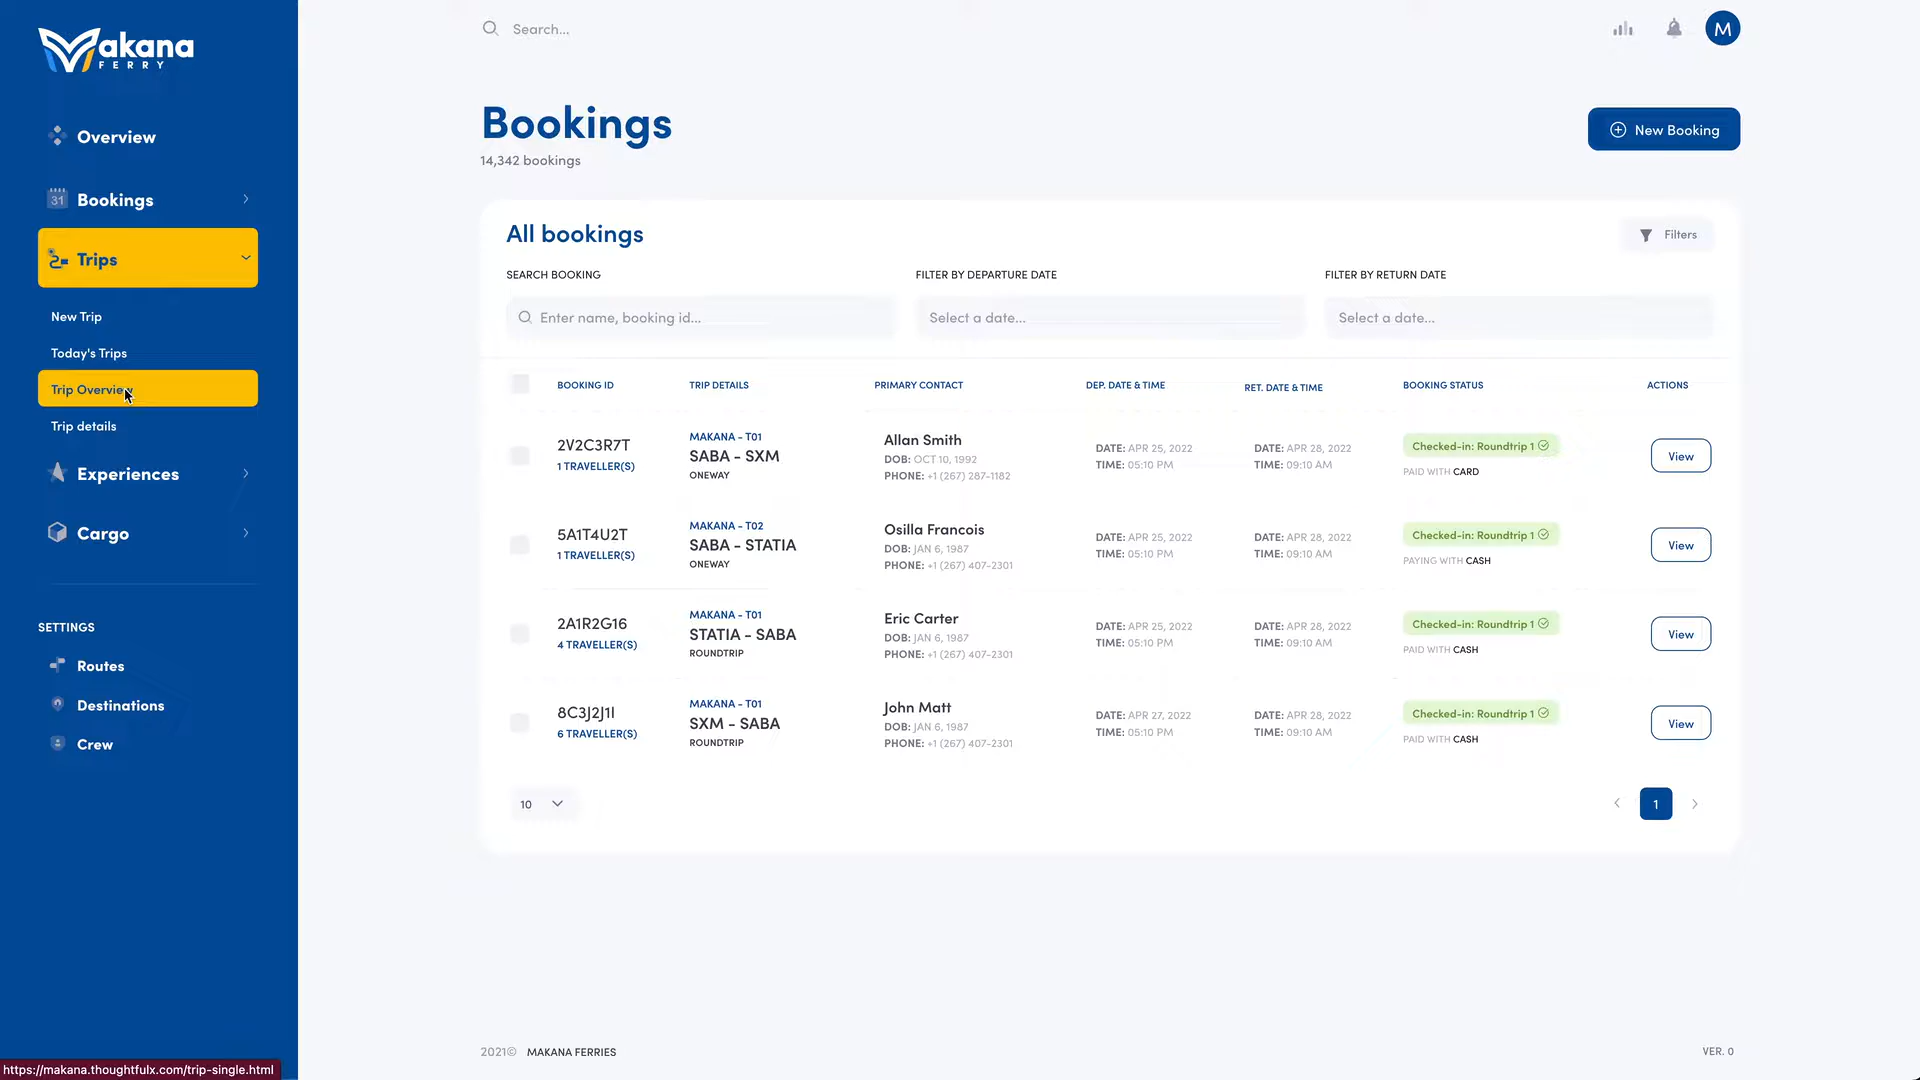 Makana
FERRY
Search...
M
Overview
31 Bookings
Trips
New Trip
Today's Trips
Trip Overview
Trip details
Experiences
Cargo
SETTINGS
Routes
Destinations
Crew
Bookings
14,342 bookings
New Booking
All bookings
Filters
SEARCH BOOKING FILTER BY DEPARTURE DATE FILTER BY RETURN DATE
Enter name, booking id... Select a date... Select a date...
BOOKING ID TRIP DETAILS PRIMARY CONTACT DEP. DATE & TIME RET. DATE & TIME BOOKING STATUS ACTIONS
2V2C3R7T
1 TRAVELLER(S)
MAKANA - T01
SABA - SXM
ONEWAY
Allan Smith
DOB: OCT 10, 1992
PHONE: +1 (267) 287-1182
DATE: APR 25, 2022
TIME: 05:10 PM
DATE: APR 28, 2022
TIME: 09:10 AM
Checked-in: Roundtrip 1
PAID WITH CARD
View
5A1T4U2T
1 TRAVELLER(S)
MAKANA - T02
SABA - STATIA
ONEWAY
Osilla Francois
DOB: JAN 6, 1987
PHONE: +1 (267) 407-2301
DATE: APR 25, 2022
TIME: 05:10 PM
DATE: APR 28, 2022
TIME: 09:10 AM
Checked-in: Roundtrip 1
PAYING WITH CASH
View
2A1R2G16
4 TRAVELLER(S)
MAKANA - T01
STATIA - SABA
ROUNDTRIP
Eric Carter
DOB: JAN 6, 1987
PHONE: +1 (267) 407-2301
DATE: APR 25, 2022
TIME: 05:10 PM
DATE: APR 28, 2022
TIME: 09:10 AM
Checked-in: Roundtrip 1
PAID WITH CASH
View
8C3J2J1I
6 TRAVELLER(S)
MAKANA - T01
SXM - SABA
ROUNDTRIP
John Matt
DOB: JAN 6, 1987
PHONE: +1 (267) 407-2301
DATE: APR 27, 2022
TIME: 05:10 PM
DATE: APR 28, 2022
TIME: 09:10 AM
Checked-in: Roundtrip 1
PAID WITH CASH
View
10
1
2021© MAKANA FERRIES
VER. 0
https://makana.thoughtfulx.com/trip-single.html